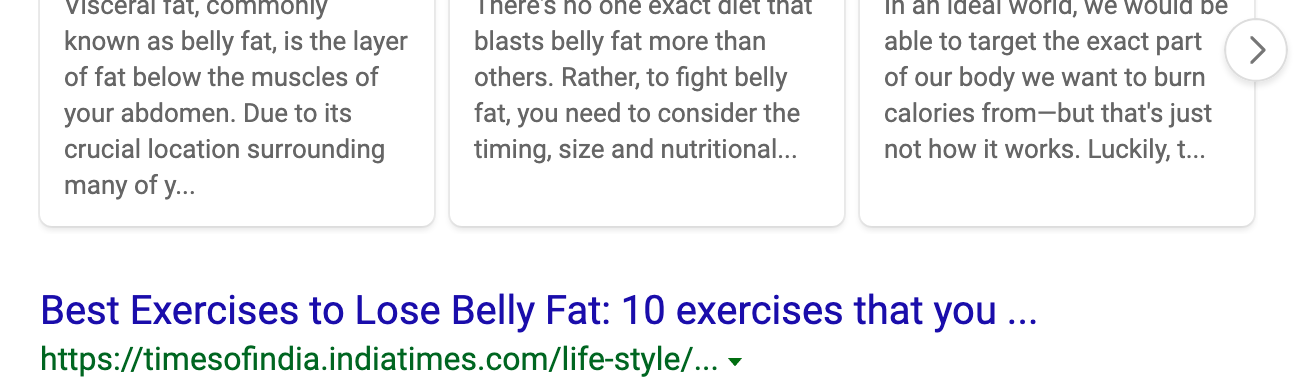 Visceral fat, commonly
known as belly fat, is the layer
of fat below the muscles of
your abdomen. Due to its
crucial location surrounding
many of y...
There's no one exact diet that
blasts belly fat more than
others. Rather, to fight belly
fat, you need to consider the
timing, size and nutritional...
In an ideal world, we would be
able to target the exact part
of our body we want to burn
calories from—but that's just
not how it works. Luckily, t...
Best Exercises to Lose Belly Fat: 10 exercises that you ...
https://timesofindia.indiatimes.com/life-style/...